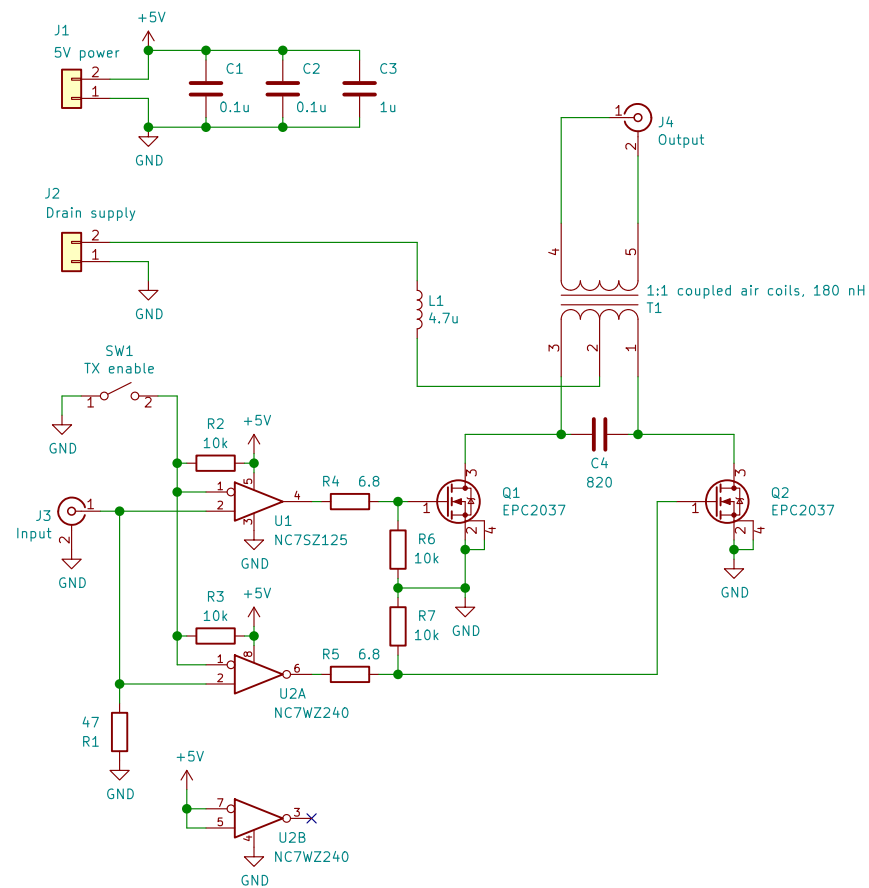 +5V
J1
5V power
2
1
C1
0.1u
C2
0.1u
C3
1u
GND
J2
Drain supply
2
1
GND
1
J4
Output
2
4
5
1:1 coupled air coils, 180 nH
T1
3
2
1
L1
4.7u
SW1
TX enable
1
2
GND
R2
10k
+5V
5
1
2
4
3
U1
NC7SZ125
GND
J3
Input
1
2
GND
R4
6.8
R6
10k
R7
10k
1
3
2
4
Q1
EPC2037
GND
C4
820
1
3
2
4
Q2
EPC2037
GND
R3
10k
+5V
8
1
2
6
U2A
NC7WZ240
R5
6.8
47
R1
GND
+5V
7
5
3
4
U2B
NC7WZ240
GND